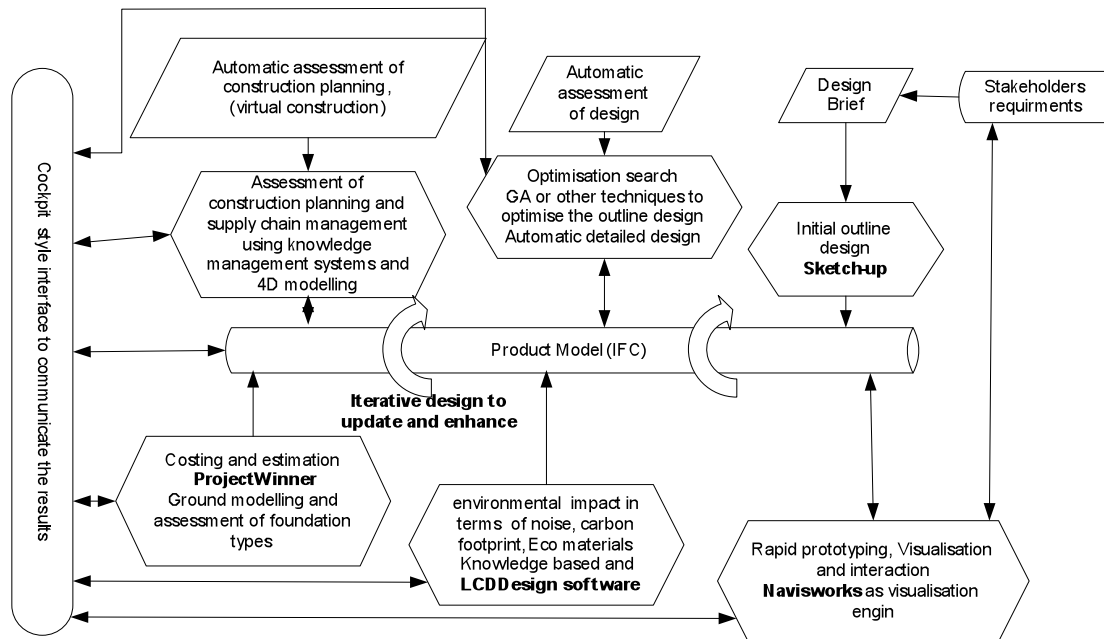 Cockpit style interface to communicate the results
Automatic assessment of
construction planning,
(virtual construction)
Automatic
assessment
of design
Design
Brief
Stakeholders
requirments
Assessment of
construction planning and
supply chain management
using knowledge
management systems and
4D modelling
Optimisation search
GA or other techniques to
optimise the outline design
Automatic detailed design
Initial outline
design
Sketch-up
Product Model (IFC)
Iterative design to
update and enhance
Costing and estimation
ProjectWinner
Ground modelling and
assessment of foundation
types
environmental impact in
terms of noise, carbon
footprint, Eco materials
Knowledge based and
LCDDesign software
Rapid prototyping, Visualisation
and interaction
Navisworks as visualisation
engin